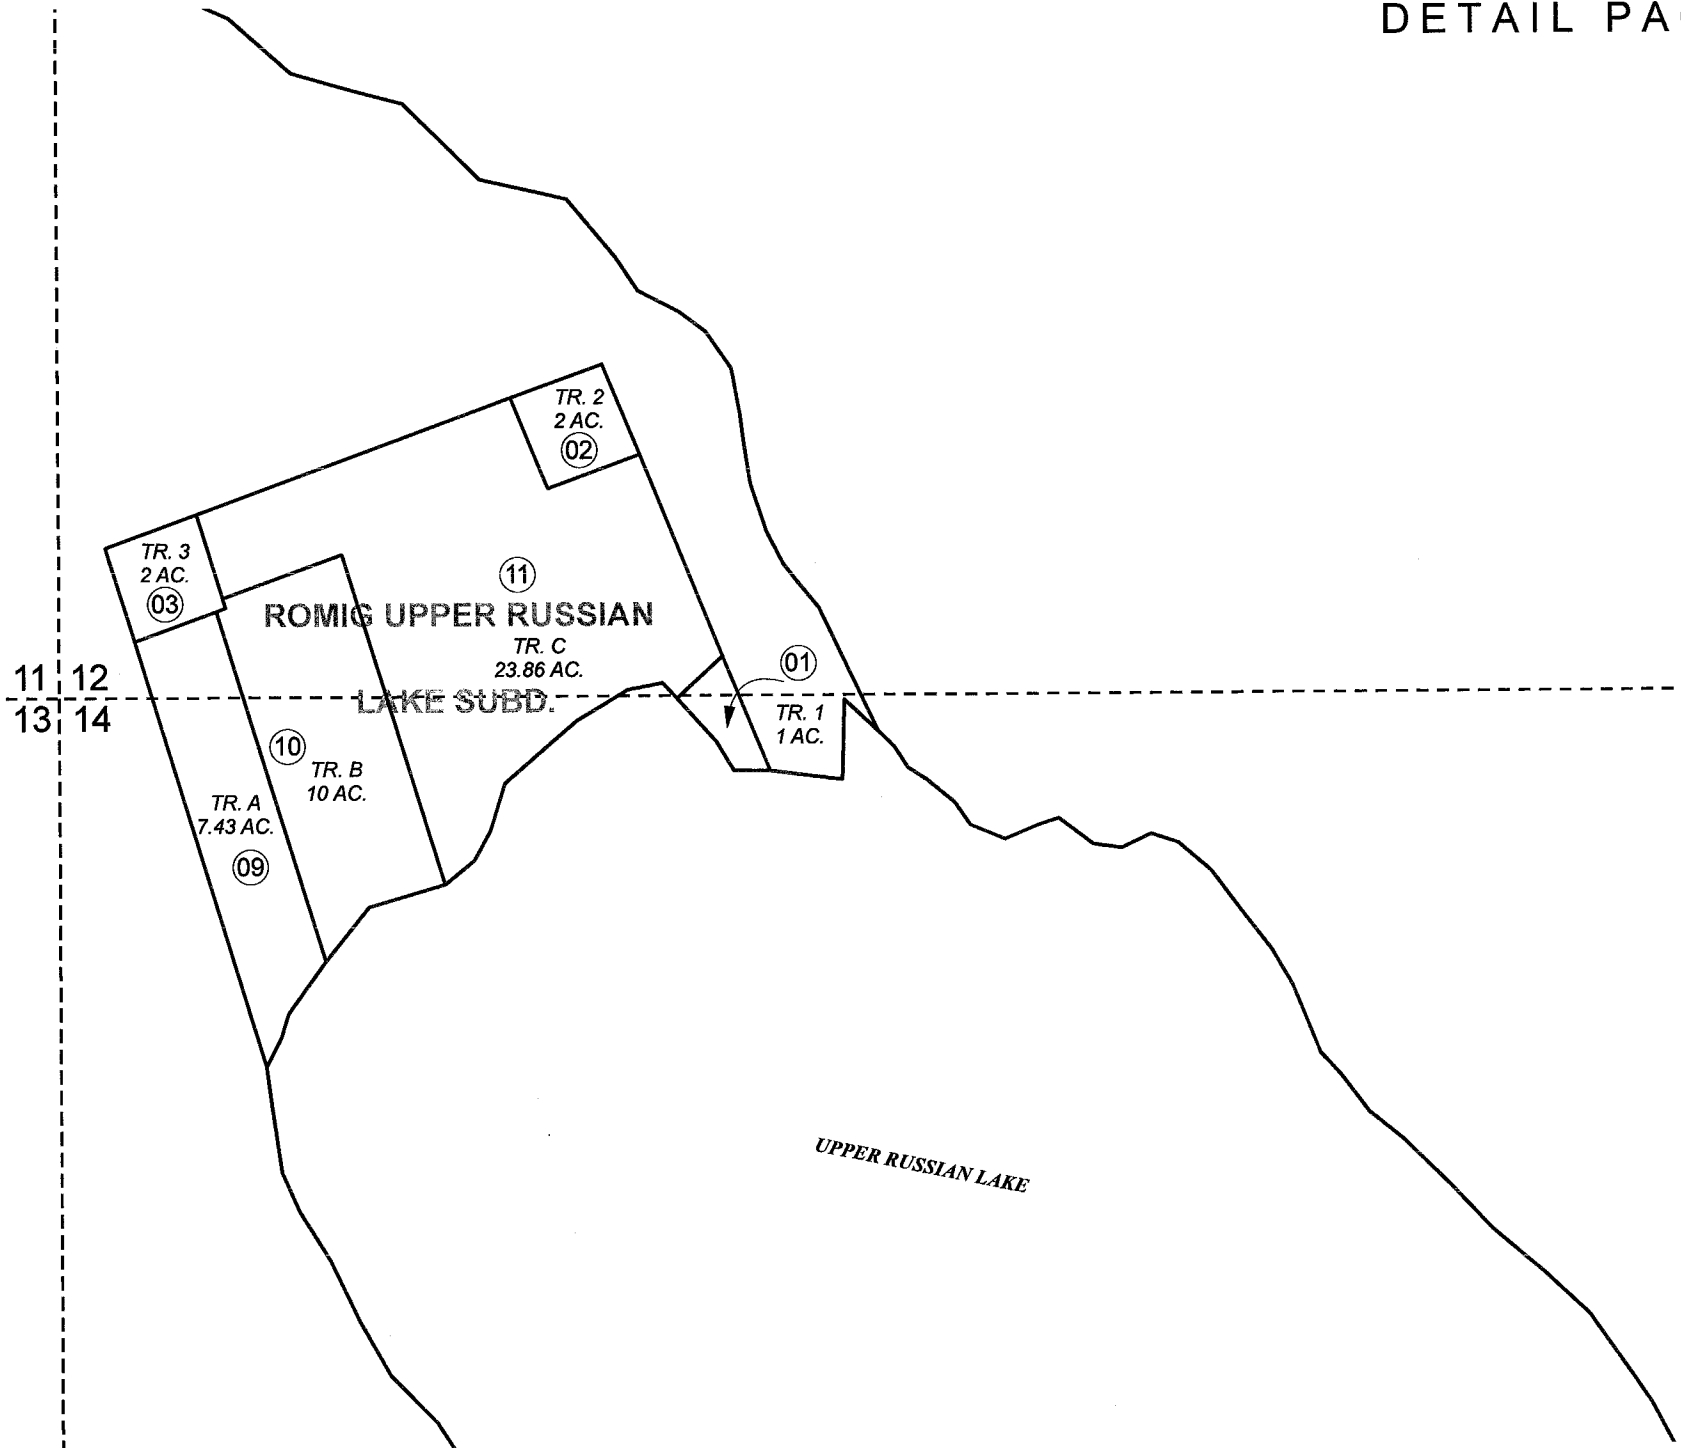 DETAIL PA
TR. 2
2 AC.
02
TR. 3
2 AC.
03
11
ROMIG UPPER RUSSIAN
TR. C
23.86 AC.
LAKE SUBD.
01
TR. 1
1 AC.
11 12
13 14
10
TR. B
10 AC.
TR. A
7.43 AC.
09
UPPER RUSSIAN LAKE